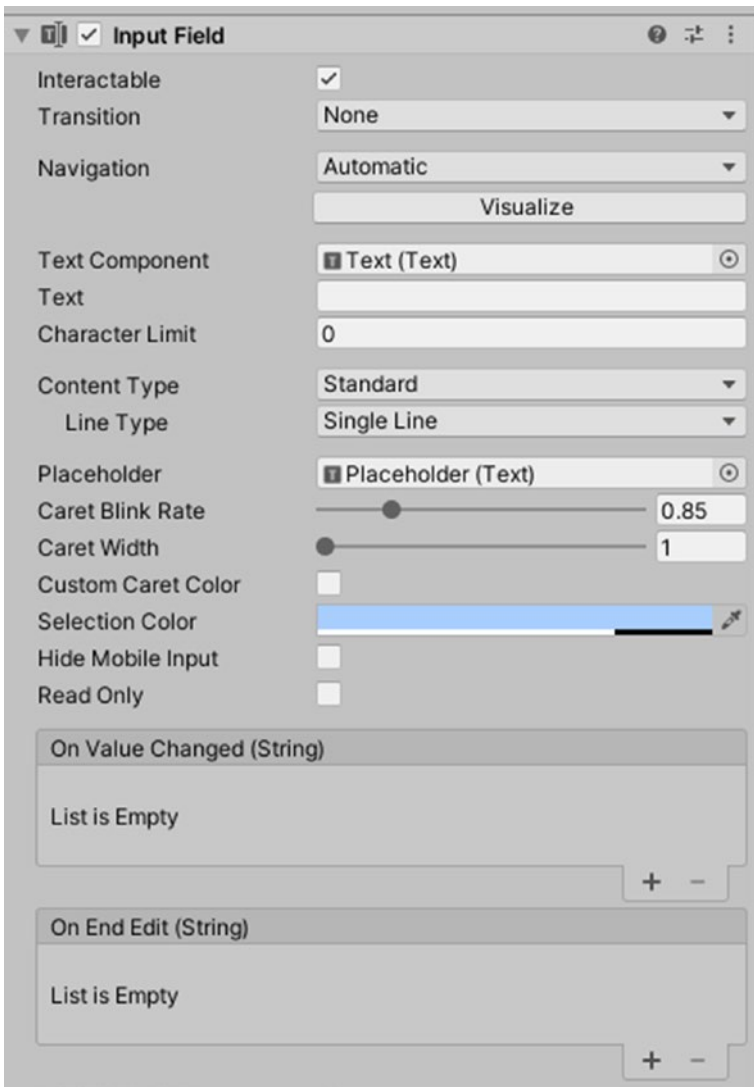 Input Field
Interactable
Transition None
Navigation Automatic
Visualize
Text Component Text (Text)
Text
Character Limit 0
Content Type Standard
Line Type Single Line
Placeholder Placeholder (Text)
Caret Blink Rate 0.85
Caret Width 1
Custom Caret Color
Selection Color
Hide Mobile Input
Read Only
On Value Changed (String)
List is Empty
+ −
On End Edit (String)
List is Empty
+ −